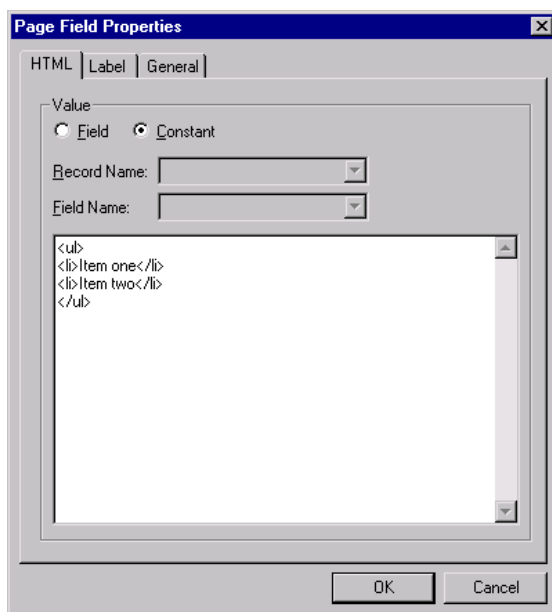 Page Field Properties
HTML Label General
Value
Field Constant
Record Name:
Field Name:
<ul>
<li>Item one</li>
<li>Item two</li>
</ul>
OK Cancel